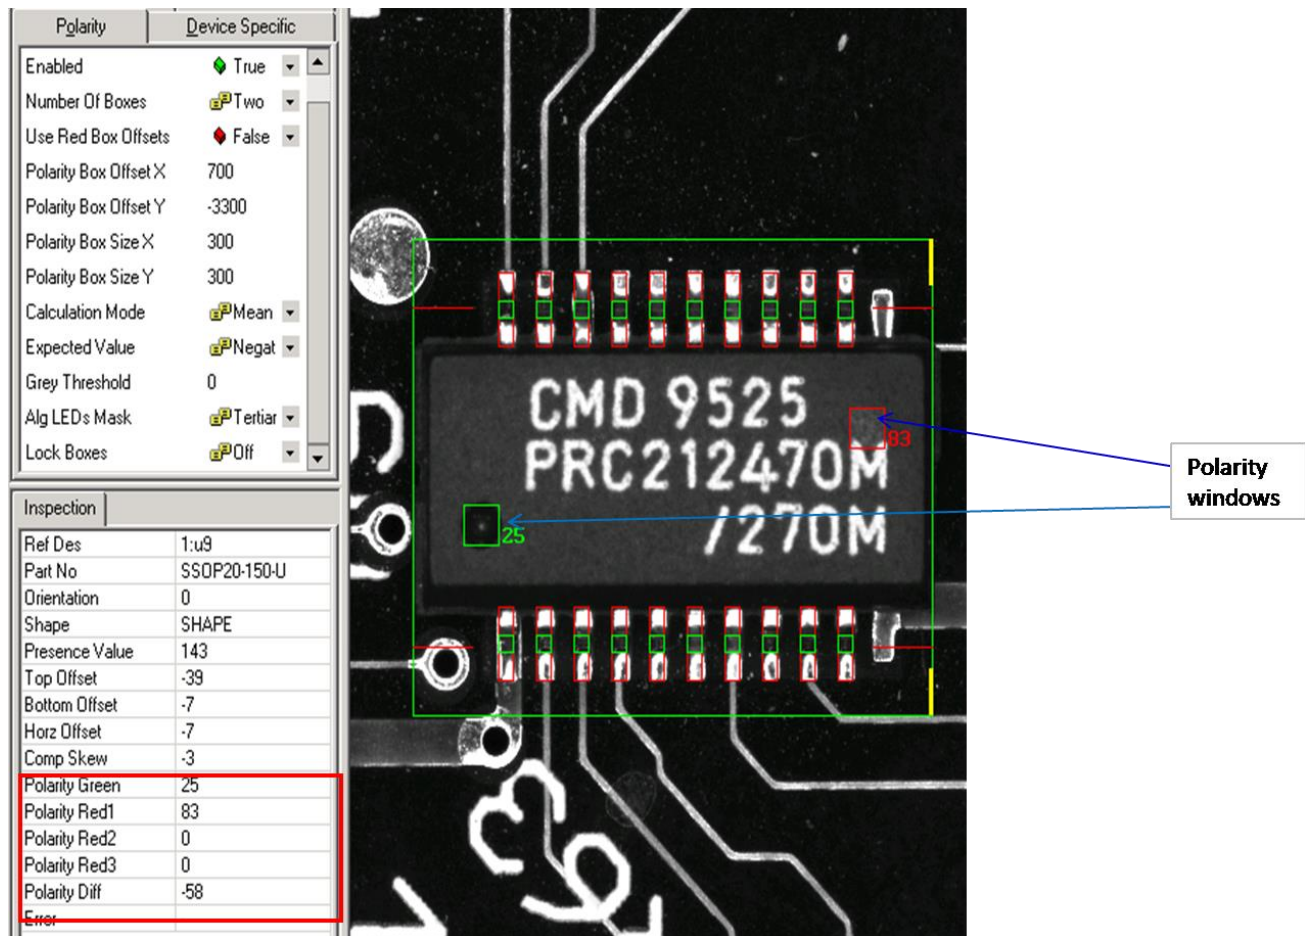 Polarity
Device Specific
Enabled True
Number Of Boxes Two
Use Red Box Offsets False
Polarity Box Offset X 700
Polarity Box Offset Y -3300
Polarity Box Size X 300
Polarity Box Size Y 300
Calculation Mode Mean
Expected Value Negat
Grey Threshold 0
Alg LEDs Mask Tertiar
Lock Boxes Off
Inspection
Ref Des 1:u9
Part No SSOP20-150-U
Orientation 0
Shape SHAPE
Presence Value 143
Top Offset -39
Bottom Offset -7
Horz Offset -7
Comp Skew -3
Polarity Green 25
Polarity Red1 83
Polarity Red2 0
Polarity Red3 0
Polarity Diff -58
Error
CMD 9525
83
PRC212470M
25
/270M
Polarity
windows